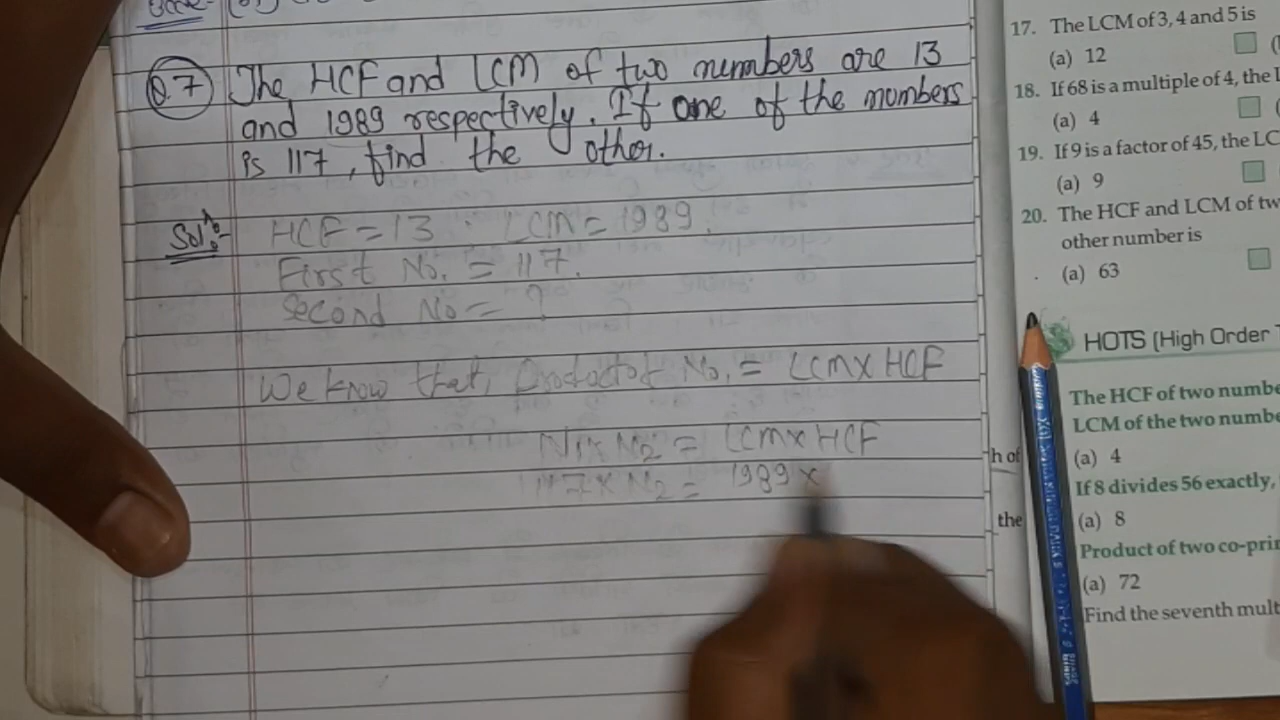 Q7 The HCF and LCM of two numbers are 13
and 1989 respectively. If one of the numbers
is 117, find the other.
Sol:-
HCF = 13 : LCM = 1989.
First No. = 117.
Second No = ?
We know that, Product of No. = LCM X HCF
N1 X N2 = LCM X HCF
117 X N2 = 1989 X
17. The LCM of 3, 4 and 5 is
(a) 12
18. If 68 is a multiple of 4, the
(a) 4
19. If 9 is a factor of 45, the LC
(a) 9
20. The HCF and LCM of tw
other number is
(a) 63
HOTS (High Order
The HCF of two numbe
LCM of the two numbe
h of
(a) 4
If 8 divides 56 exactly,
the
(a) 8
Product of two co-prin
(a) 72
Find the seventh mult